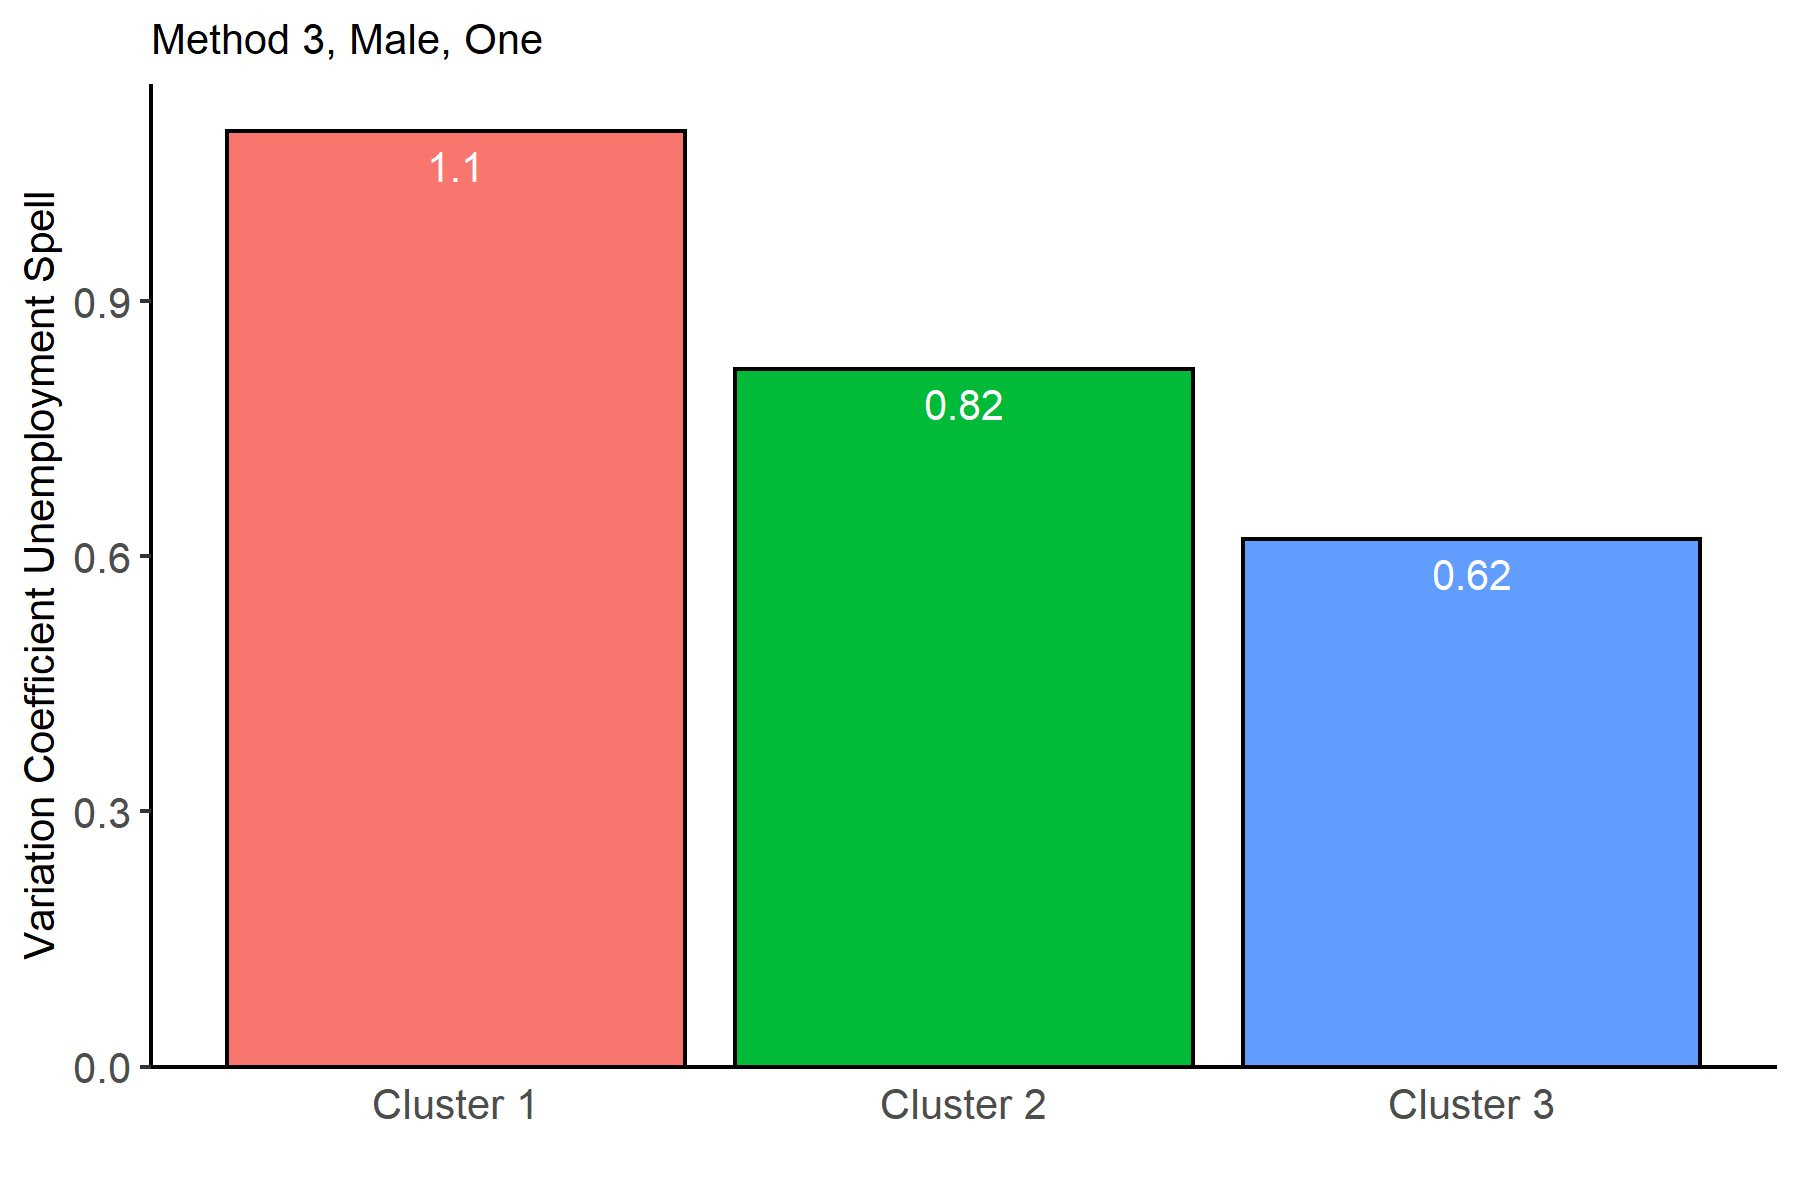 Method 3, Male, One
Variation Coefficient Unemployment Spell
0.9
0.6
0.3
0.0
1.1
0.82
0.62
Cluster 1
Cluster 2
Cluster 3